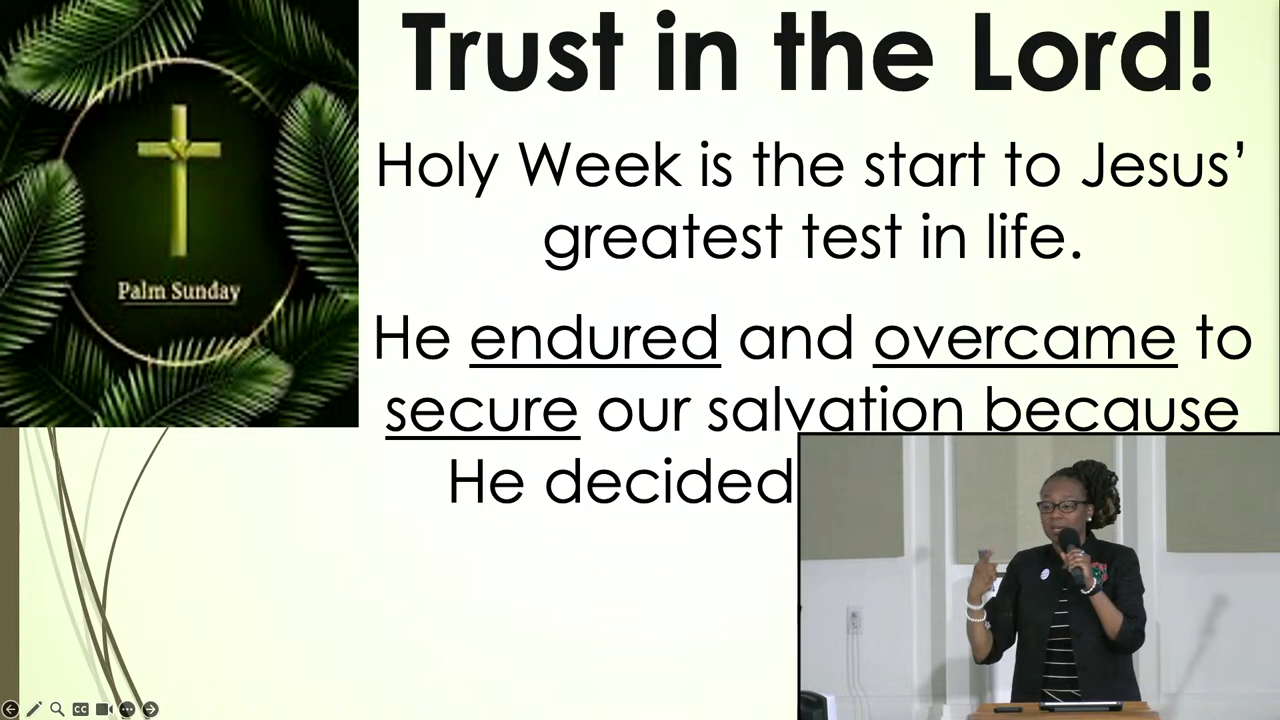 Trust in the Lord!
Holy Week is the start to Jesus’
greatest test in life.
He endured and overcame to
secure our salvation because
He decided
Palm Sunday
CC